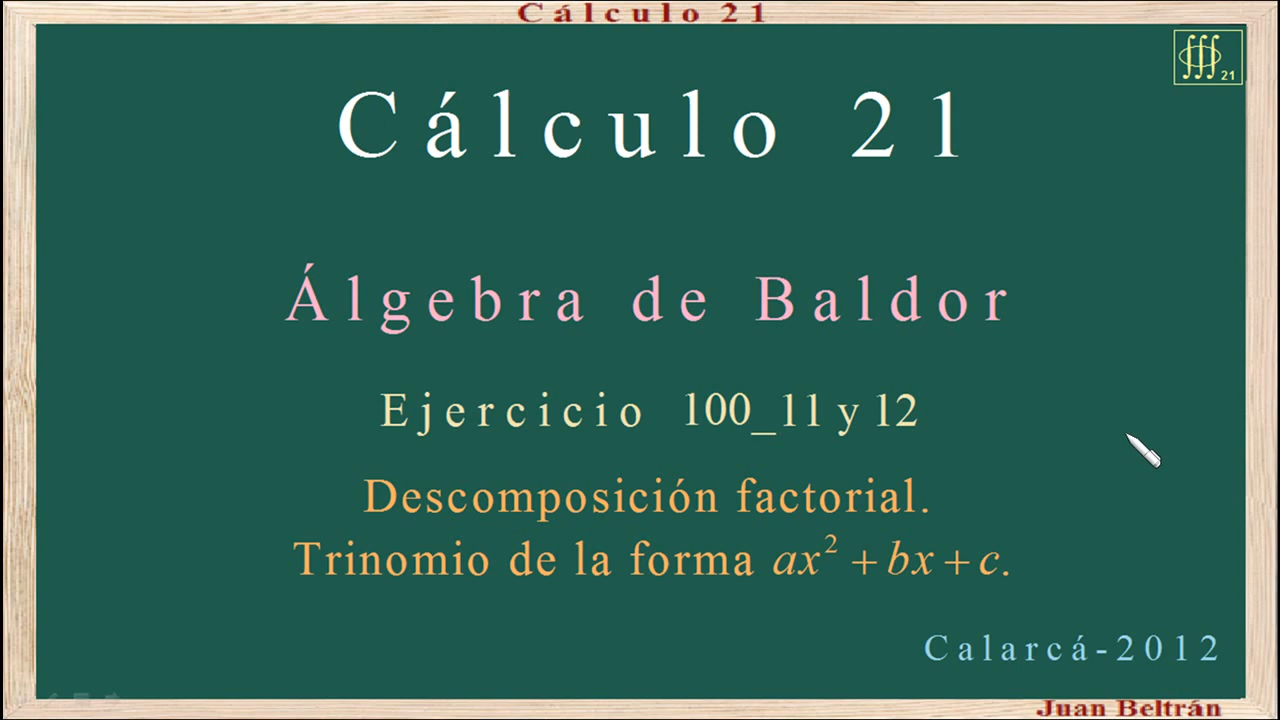 Cálculo 21
∭21
Cálculo 21
Álgebra de Baldor
Ejercicio 100_11 y 12
Descomposición factorial.
Trinomio de la forma ax² + bx + c.
Calarcá-2012
Juan Beltrán